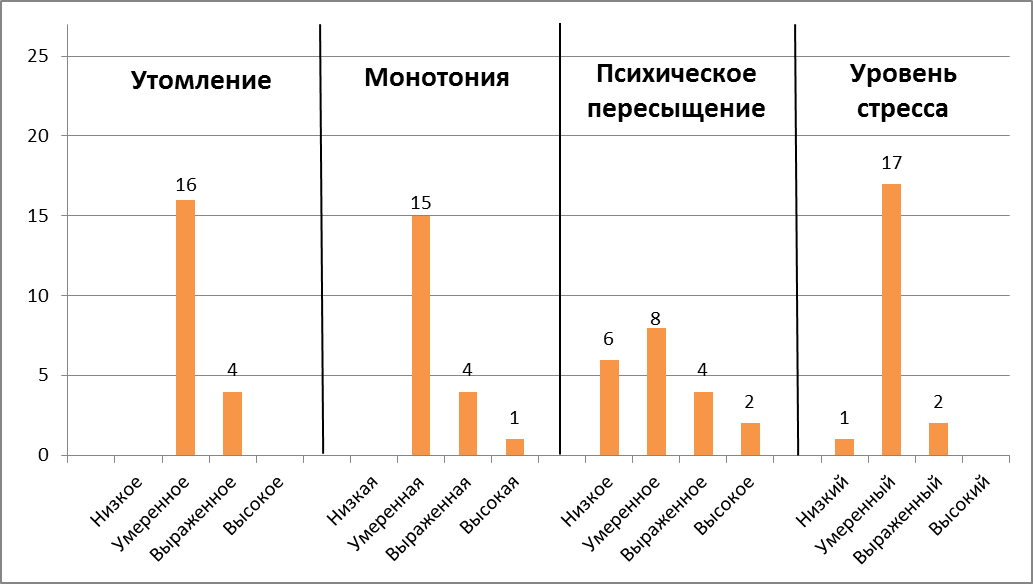 25
20
15
10
5
0
Утомление
Монотония
Психическое
пересыщение
Уровень
стресса
16
4
15
4
1
6
8
4
2
1
17
2
Низкое
Умеренное
Выраженное
Высокое
Низкая
Умеренная
Выраженная
Высокая
Низкое
Умеренное
Выраженное
Высокое
Низкий
Умеренный
Выраженный
Высокий